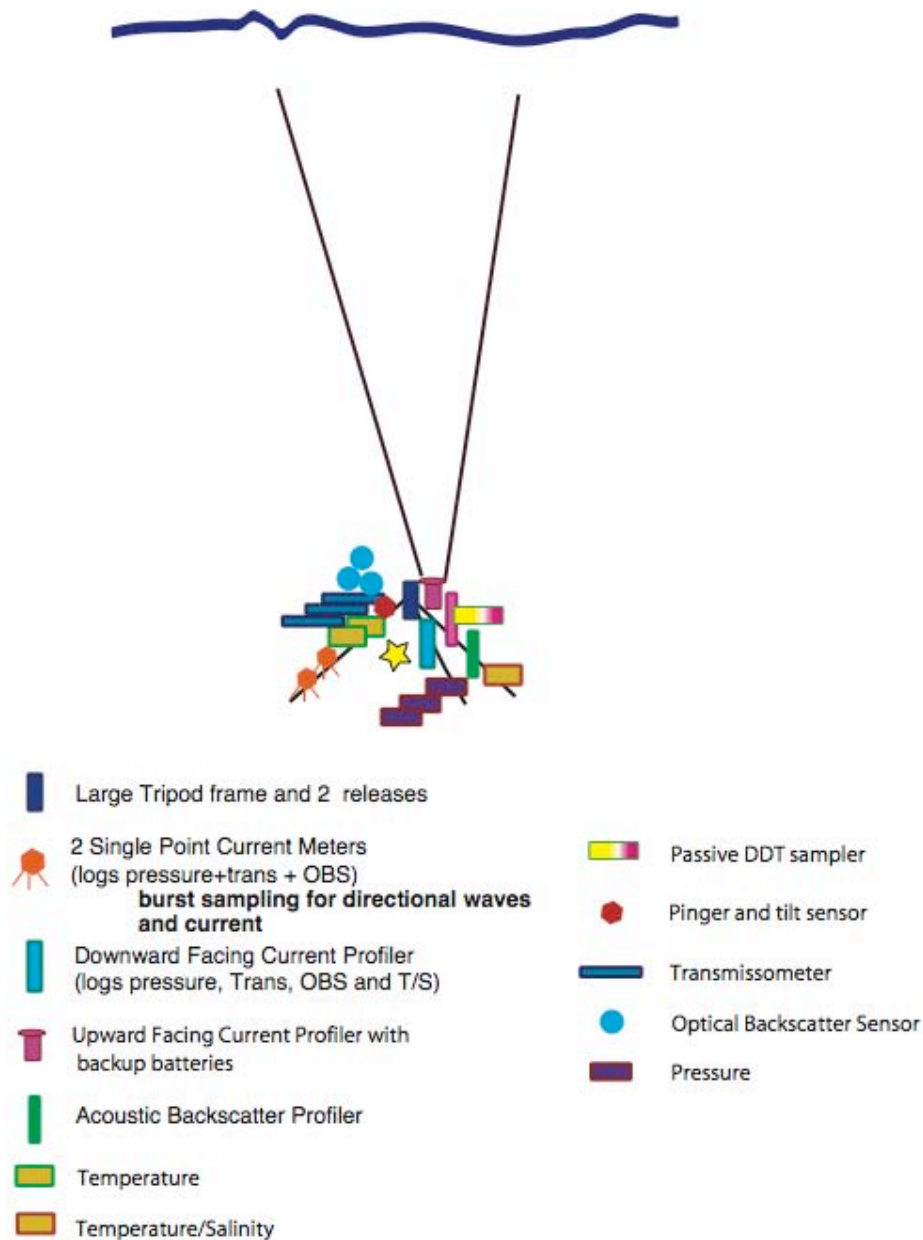 Large Tripod frame and 2 releases
2 Single Point Current Meters
(logs pressure+trans + OBS)
burst sampling for directional waves
and current
Downward Facing Current Profiler
(logs pressure, Trans, OBS and T/S)
Upward Facing Current Profiler with
backup batteries
Acoustic Backscatter Profiler
Temperature
Temperature/Salinity
Passive DDT sampler
Pinger and tilt sensor
Transmissometer
Optical Backscatter Sensor
Pressure